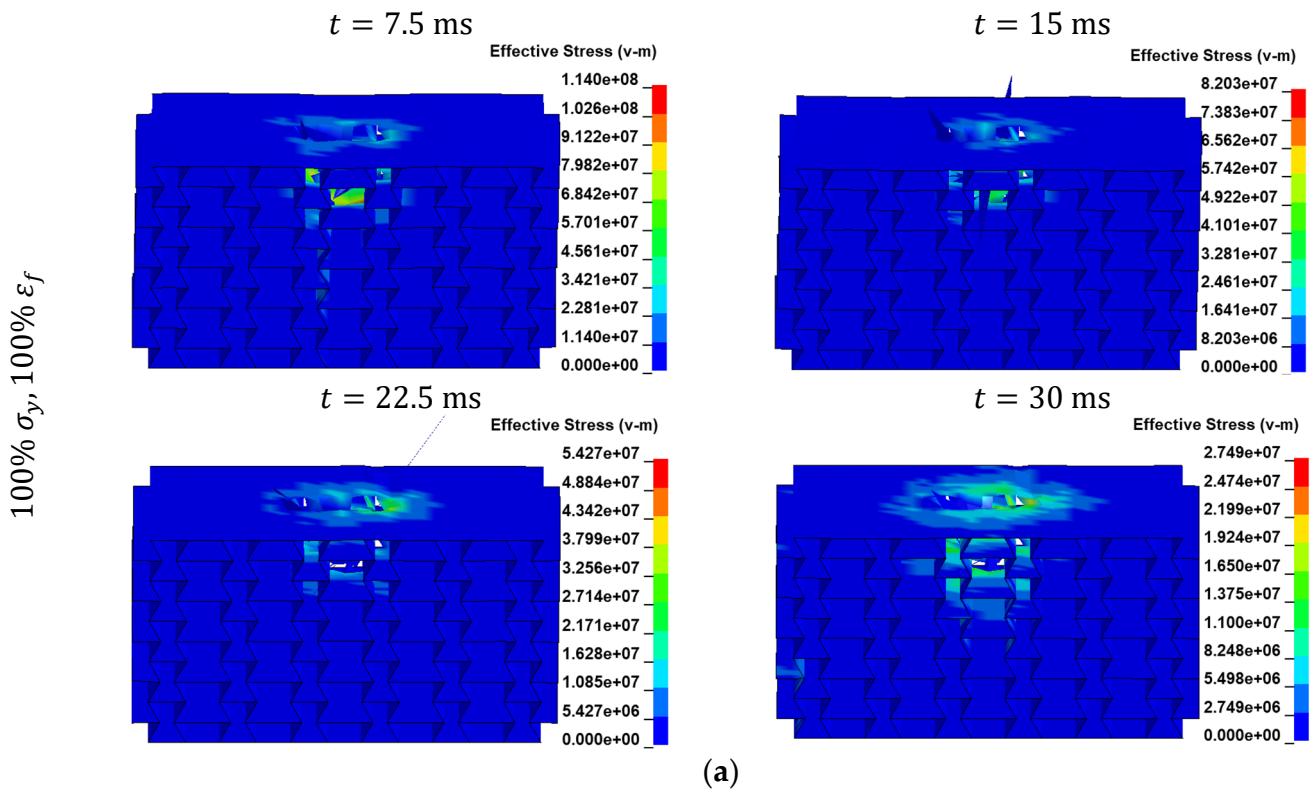 t = 7.5 ms
Effective Stress (v-m)
1.140e+08
1.026e+08
9.122e+07
7.982e+07
6.842e+07
5.701e+07
4.561e+07
3.421e+07
2.281e+07
1.140e+07
0.000e+00
t = 15 ms
Effective Stress (v-m)
8.203e+07
7.383e+07
6.562e+07
5.742e+07
4.922e+07
4.101e+07
3.281e+07
2.461e+07
1.641e+07
8.203e+06
0.000e+00
100% σy, 100% εf
t = 22.5 ms
Effective Stress (v-m)
5.427e+07
4.884e+07
4.342e+07
3.799e+07
3.256e+07
2.714e+07
2.171e+07
1.628e+07
1.085e+07
5.427e+06
0.000e+00
t = 30 ms
Effective Stress (v-m)
2.749e+07
2.474e+07
2.199e+07
1.924e+07
1.650e+07
1.375e+07
1.100e+07
8.248e+06
5.498e+06
2.749e+06
0.000e+00
(a)